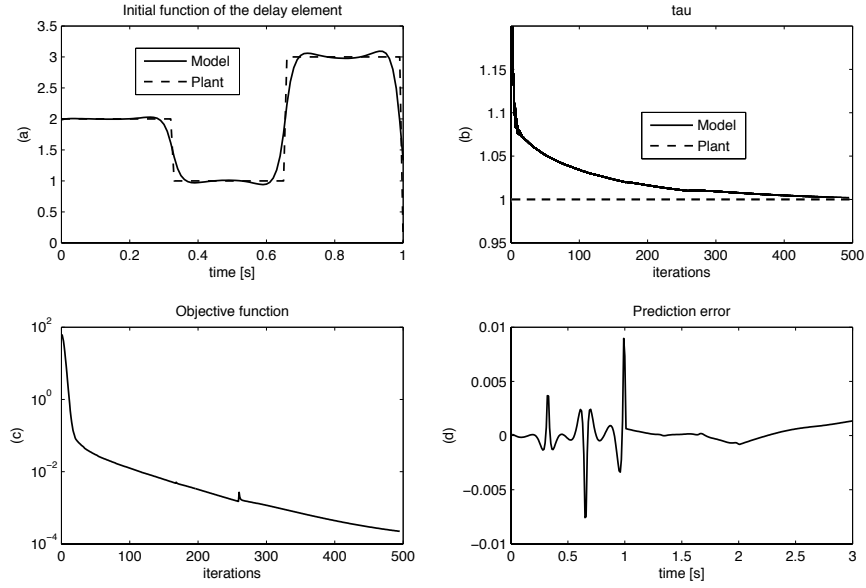 Initial function of the delay element
3.5
3
2.5
2
1.5
1
0.5
0
(a)
Model
Plant
0
0.2
0.4
0.6
0.8
1
time [s]
tau
1.15
1.1
1.05
1
0.95
(b)
Model
Plant
0
100
200
300
400
500
iterations
Objective function
10^2
10^0
10^−2
10^−4
(c)
0
100
200
300
400
500
iterations
Prediction error
0.01
0.005
0
−0.005
−0.01
(d)
0
0.5
1
1.5
2
2.5
3
time [s]